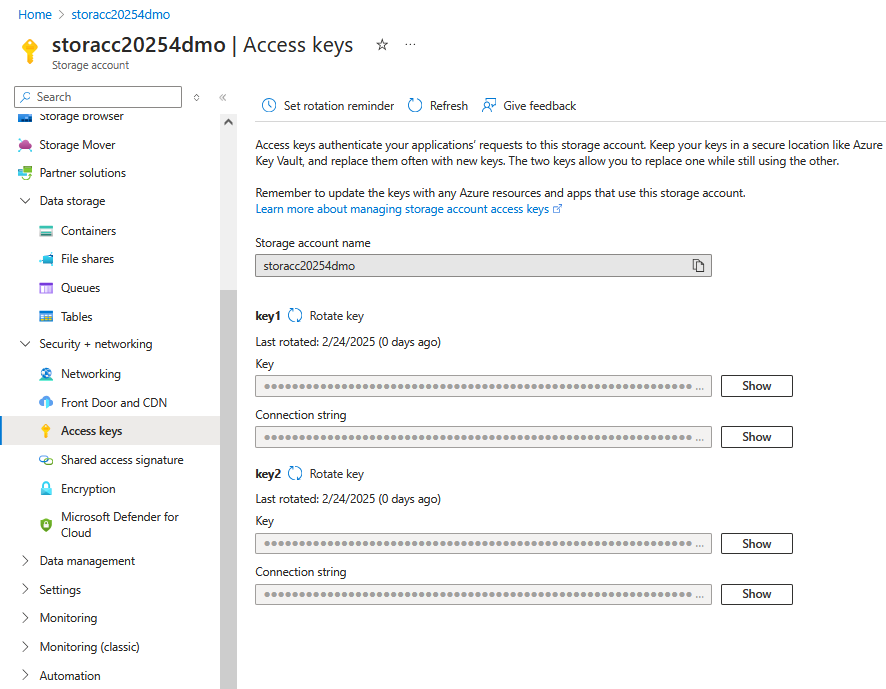 Home > storacc20254dmo
storacc20254dmo | Access keys
Storage account
Search
Storage browser
Storage Mover
Partner solutions
Data storage
Containers
File shares
Queues
Tables
Security + networking
Networking
Front Door and CDN
Access keys
Shared access signature
Encryption
Microsoft Defender for
Cloud
Data management
Settings
Monitoring
Monitoring (classic)
Automation
Set rotation reminder Refresh Give feedback
Access keys authenticate your applications' requests to this storage account. Keep your keys in a secure location like Azure
Key Vault, and replace them often with new keys. The two keys allow you to replace one while still using the other.
Remember to update the keys with any Azure resources and apps that use this storage account.
Learn more about managing storage account access keys
Storage account name
storacc20254dmo
key1 Rotate key
Last rotated: 2/24/2025 (0 days ago)
Key
Show
Connection string
Show
key2 Rotate key
Last rotated: 2/24/2025 (0 days ago)
Key
Show
Connection string
Show